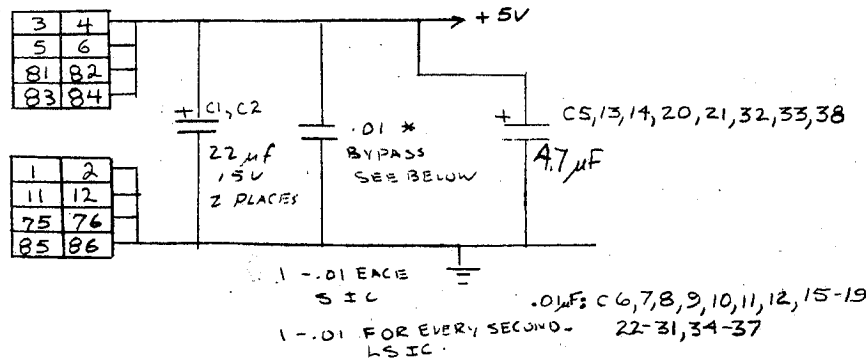 3 4
5 6
81 82
83 84
+5V
+ C1, C2
22 µf
15V
2 PLACES
.01 *
BYPASS
SEE BELOW
+ C5,13,14,20,21,32,33,38
4.7 µF
1 2
11 12
75 76
85 86
1 -.01 EACE
S IC
1 -.01 FOR EVERY SECOND.
LS IC.
.01µF: C6,7,8,9,10,11,12,15-19
22-31,34-37